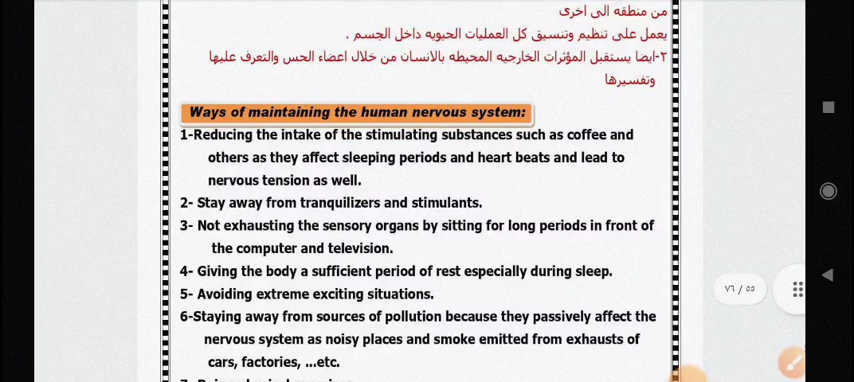 من منطقه الى اخرى
يعمل على تنظيم وتنسيق كل العمليات الحيويه داخل الجسم .
٢-ايضا يستقبل المؤثرات الخارجيه المحيطه بالانسان من خلال اعضاء الحس والتعرف عليها
وتفسيرها
Ways of maintaining the human nervous system:
1-Reducing the intake of the stimulating substances such as coffee and
others as they affect sleeping periods and heart beats and lead to
nervous tension as well.
2- Stay away from tranquilizers and stimulants.
3- Not exhausting the sensory organs by sitting for long periods in front of
the computer and television.
4- Giving the body a sufficient period of rest especially during sleep.
5- Avoiding extreme exciting situations.
٧٦ / ٥٥
6-Staying away from sources of pollution because they passively affect the
nervous system as noisy places and smoke emitted from exhausts of
cars, factories, ...etc.